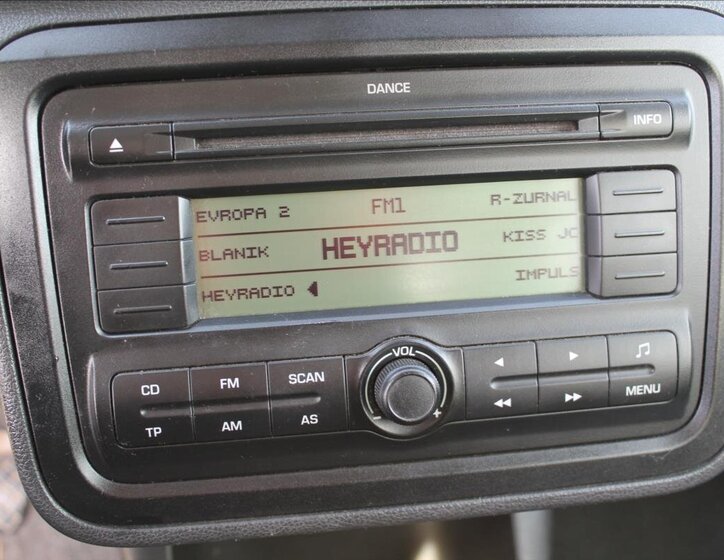 DANCE
INFO
EVROPA 2 FM1 R-ZURNAL
BLANIK HEYRADIO KISS JC
HEYRADIO IMPULS
VOL
CD FM SCAN
TP AM AS MENU
- +